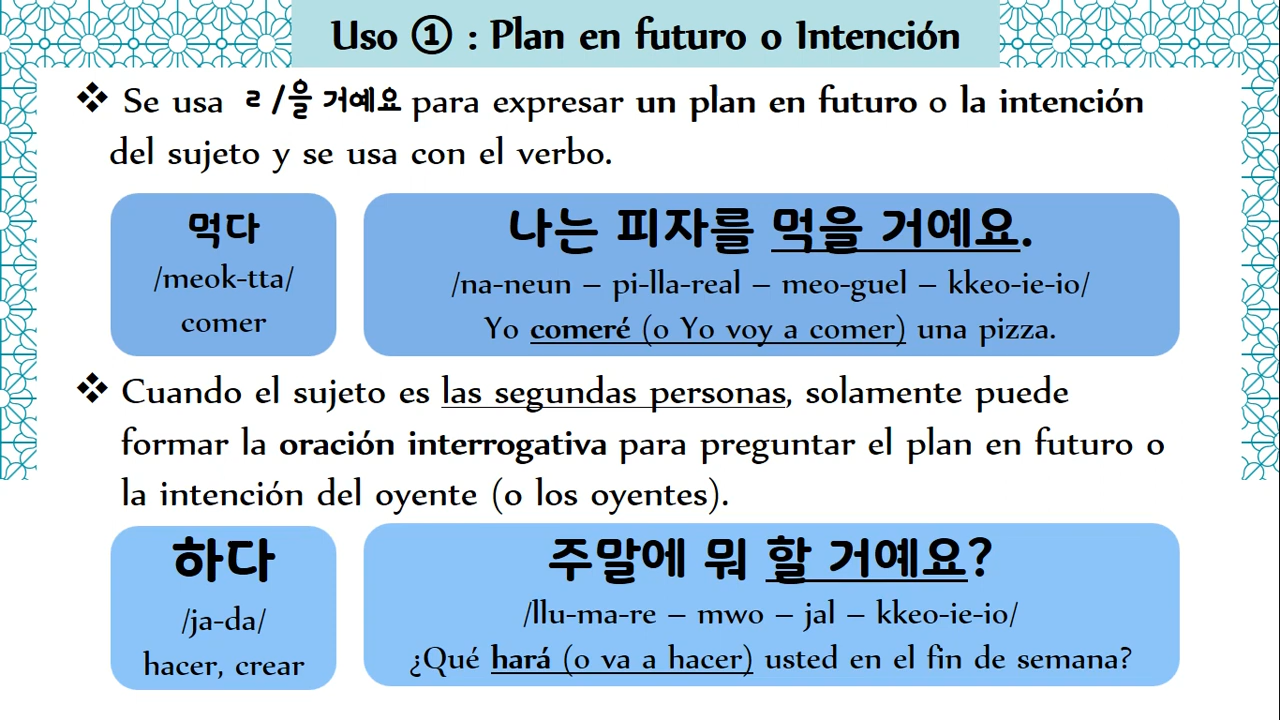 Uso ① : Plan en futuro o Intención
❖ Se usa ㄹ/을 거예요 para expresar un plan en futuro o la intención
del sujeto y se usa con el verbo.
먹다
/meok-tta/
comer
나는 피자를 먹을 거예요.
/na-neun – pi-lla-real – meo-guel – kkeo-ie-io/
Yo comeré (o Yo voy a comer) una pizza.
❖ Cuando el sujeto es las segundas personas, solamente puede
formar la oración interrogativa para preguntar el plan en futuro o
la intención del oyente (o los oyentes).
하다
/ja-da/
hacer, crear
주말에 뭐 할 거예요?
/llu-ma-re – mwo – jal – kkeo-ie-io/
¿Qué hará (o va a hacer) usted en el fin de semana?